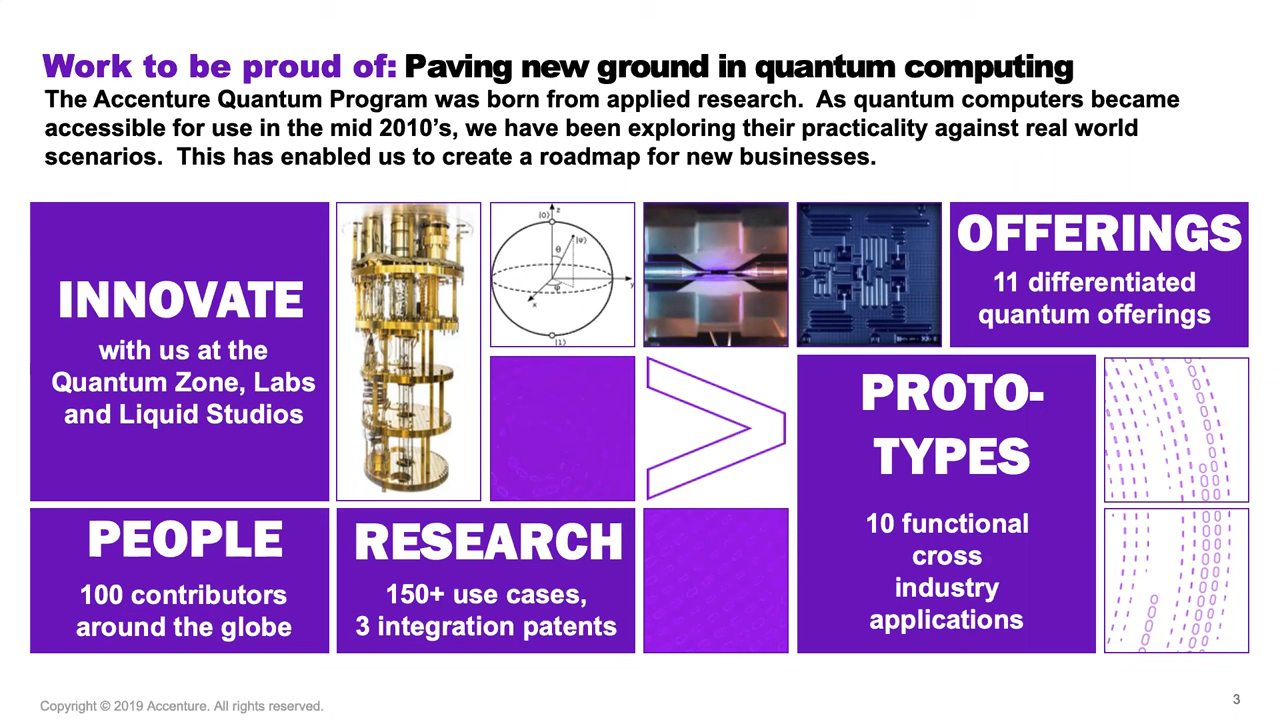 Work to be proud of: Paving new ground in quantum computing
The Accenture Quantum Program was born from applied research.  As quantum computers became
accessible for use in the mid 2010’s, we have been exploring their practicality against real world
scenarios.  This has enabled us to create a roadmap for new businesses.
INNOVATE
with us at the
Quantum Zone, Labs
and Liquid Studios
|0⟩
z
θ
|ψ⟩
φ
x
y
|1⟩
OFFERINGS
11 differentiated
quantum offerings
PROTO-
TYPES
10 functional
cross
industry
applications
PEOPLE
100 contributors
around the globe
RESEARCH
150+ use cases,
3 integration patents
Copyright © 2019 Accenture. All rights reserved.
3